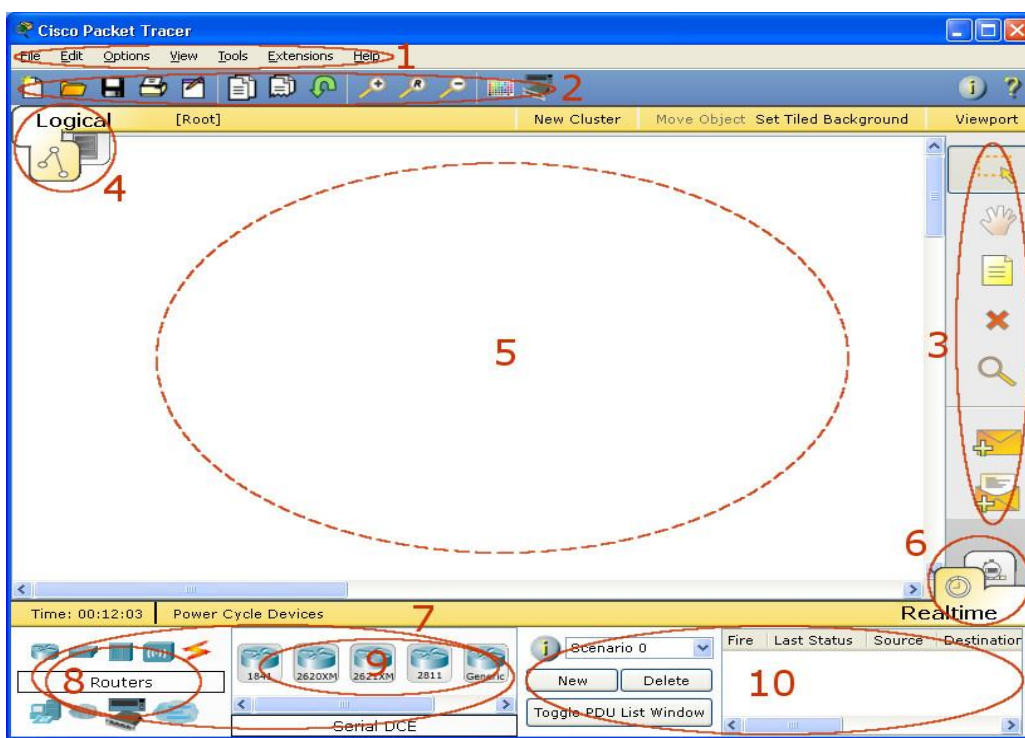 Cisco Packet Tracer
File Edit Options View Tools Extensions Help 1
R 2 i ?
Logical [Root] New Cluster Move Object Set Tiled Background Viewport
4
3
5
6
Time: 00:12:03 Power Cycle Devices 7 Realtime
8 Routers
1841 2620XM 2621XM 2811 Generic
9
Serial DCE
i Scenario 0
New Delete
Toggle PDU List Window
Fire Last Status Source Destination
10